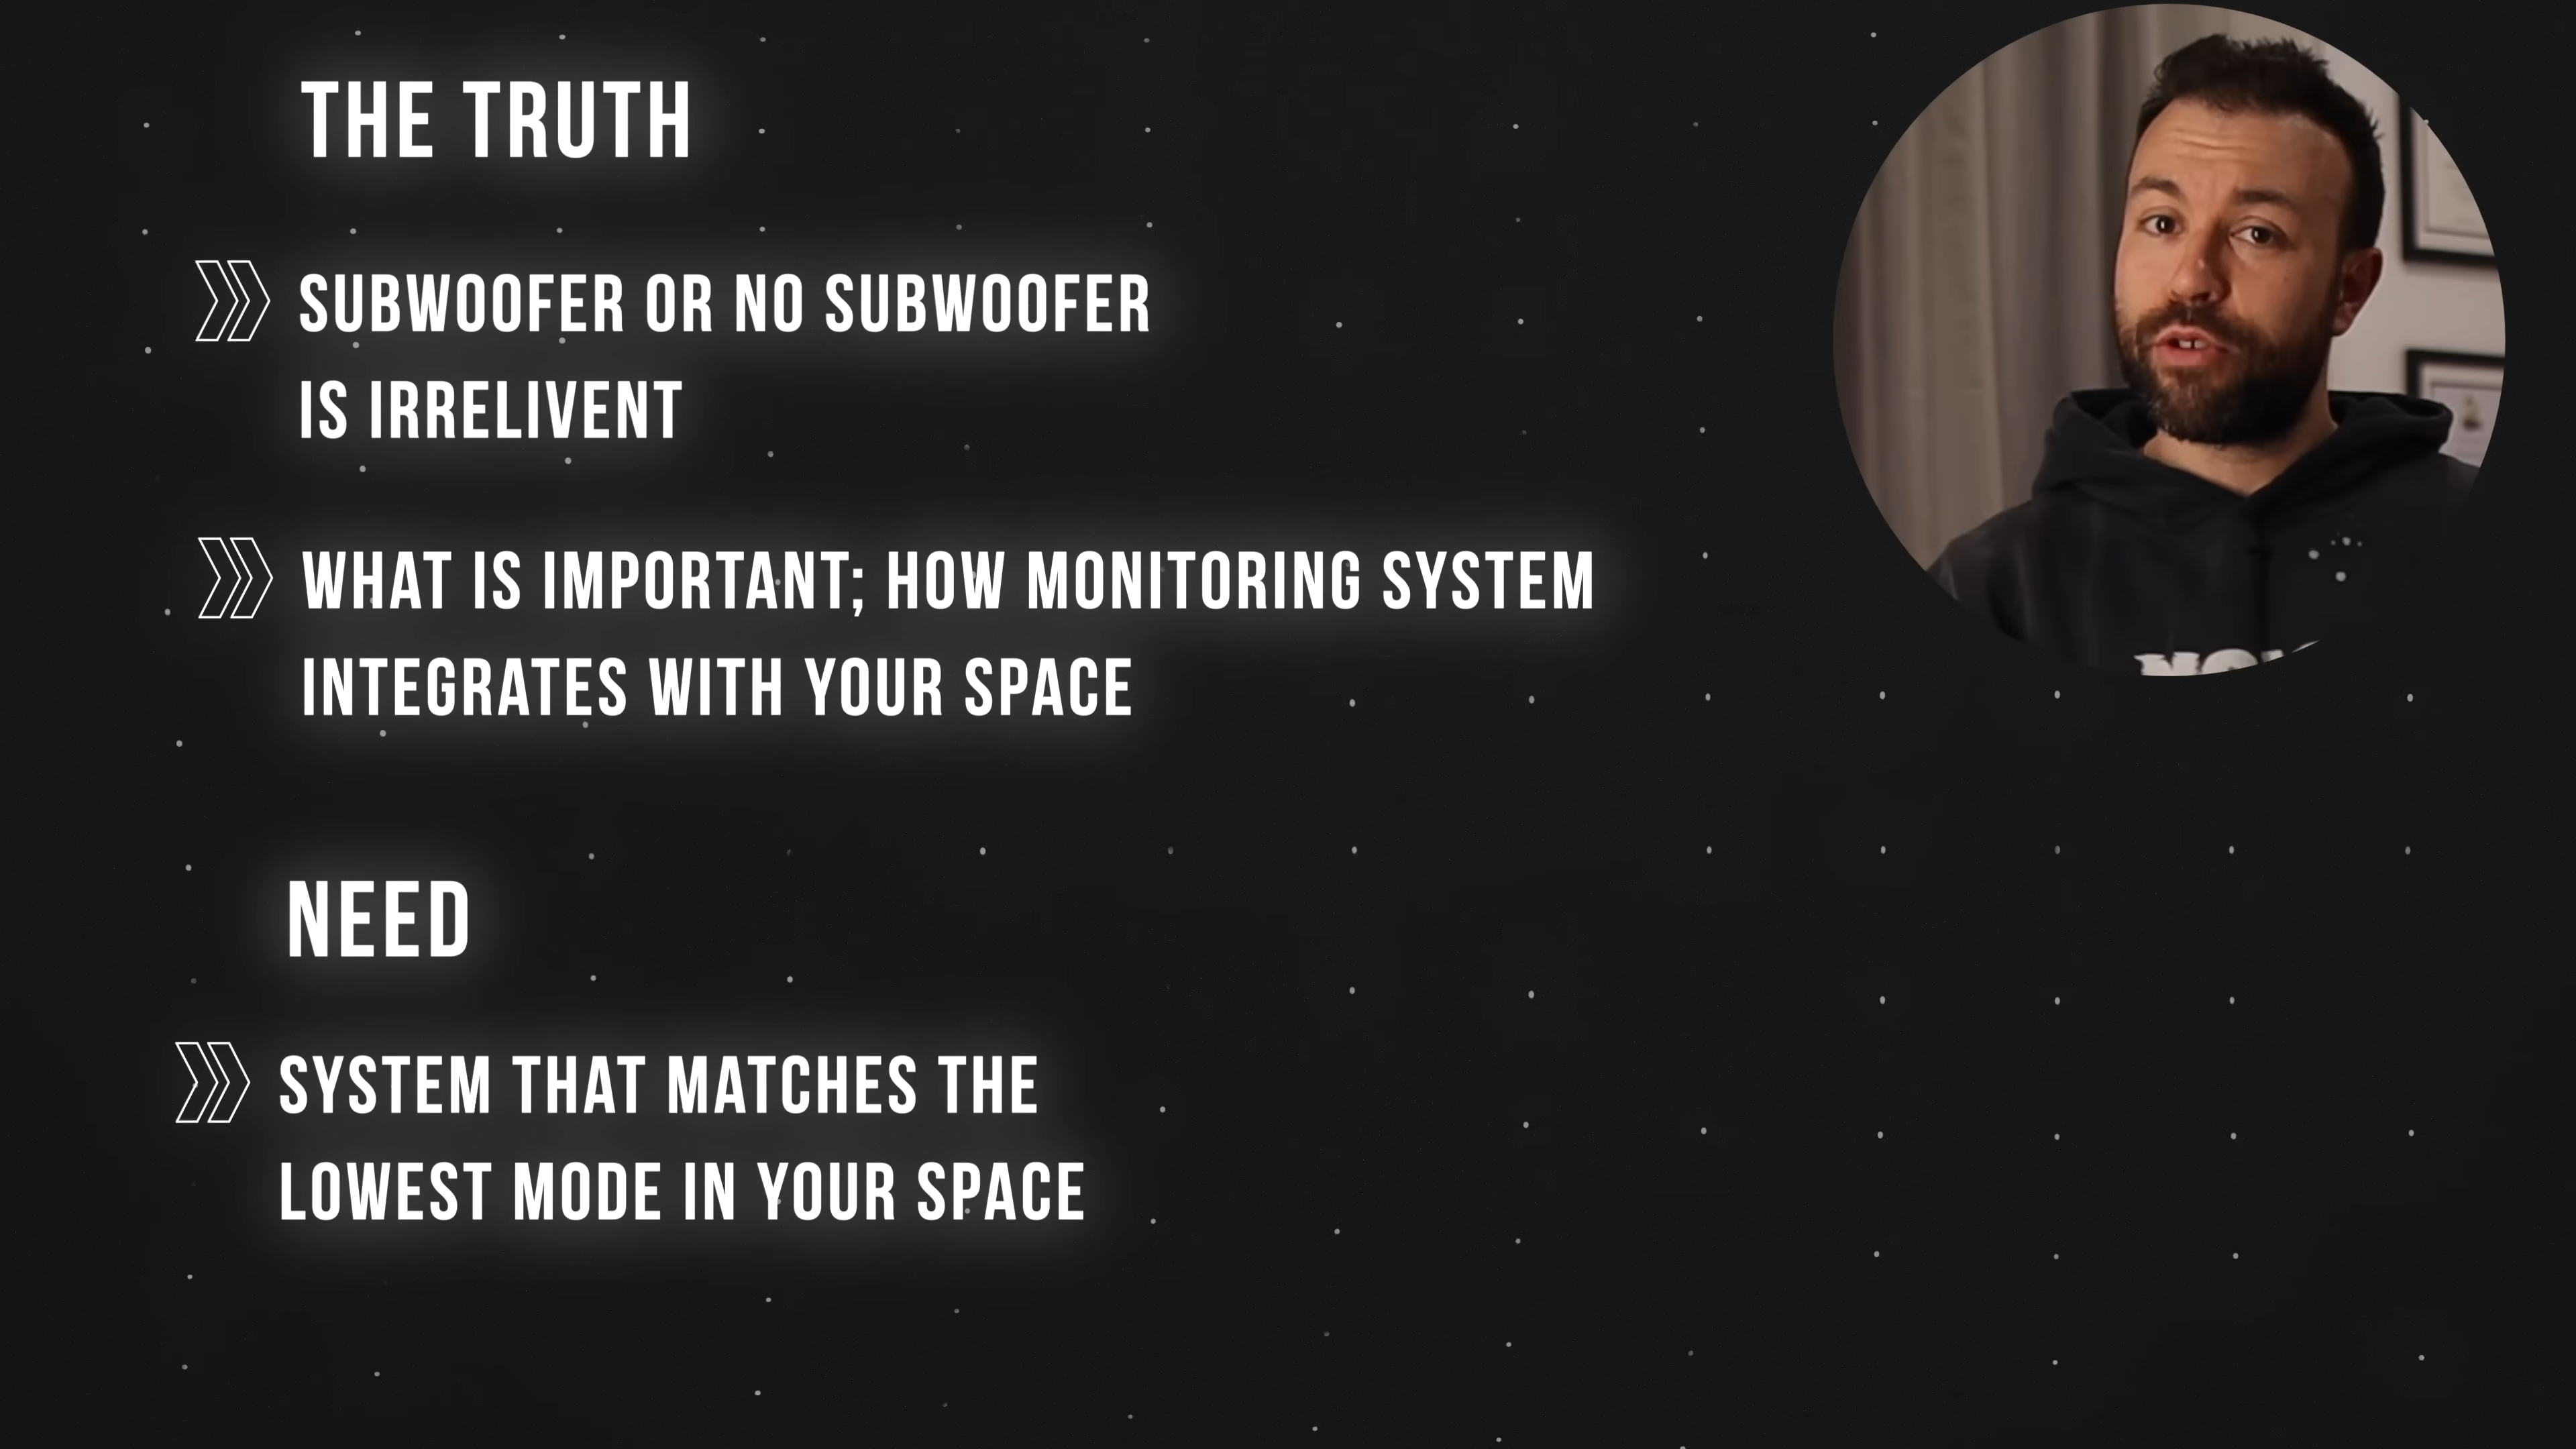 THE TRUTH
SUBWOOFER OR NO SUBWOOFER
IS IRRELIVENT
WHAT IS IMPORTANT; HOW MONITORING SYSTEM
INTEGRATES WITH YOUR SPACE
NEED
SYSTEM THAT MATCHES THE
LOWEST MODE IN YOUR SPACE